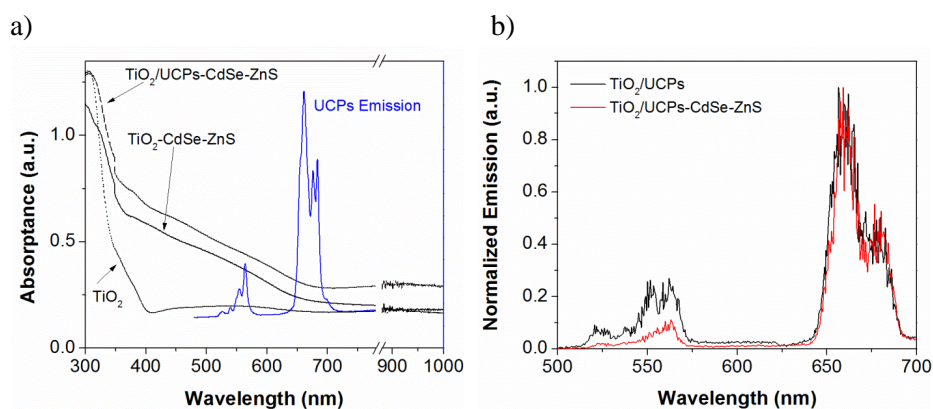 a)
b)
TiO2/UCPs-CdSe-ZnS
UCPs Emission
TiO2-CdSe-ZnS
TiO2
Absorptance (a.u.)
1.0
0.5
0.0
300 400 500 600 700 800 900 1000
Wavelength (nm)
TiO2/UCPs
TiO2/UCPs-CdSe-ZnS
Normalized Emission (a.u.)
1.0
0.8
0.6
0.4
0.2
0.0
500 550 600 650 700
Wavelength (nm)